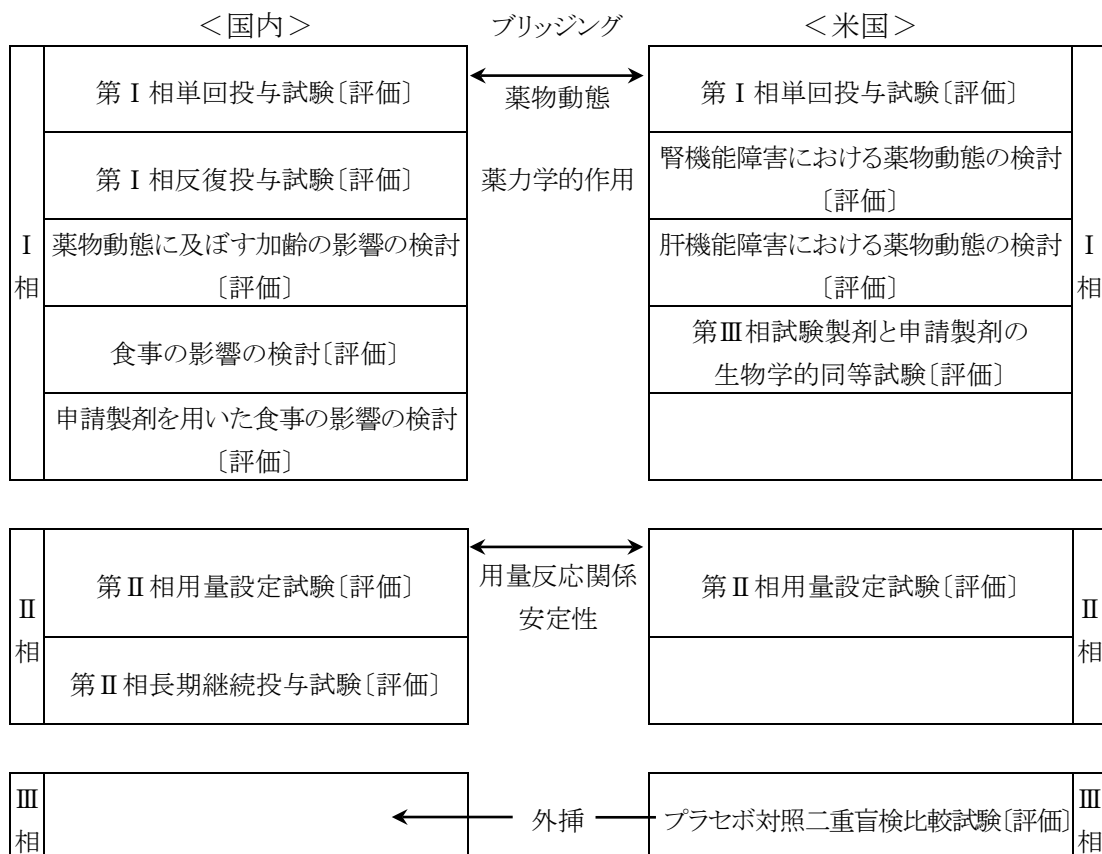 ＜国内＞
ブリッジング
＜米国＞
Ⅰ
相
第Ⅰ相単回投与試験〔評価〕
第Ⅰ相反復投与試験〔評価〕
薬物動態に及ぼす加齢の影響の検討
〔評価〕
食事の影響の検討〔評価〕
申請製剤を用いた食事の影響の検討
〔評価〕
薬物動態
薬力学的作用
第Ⅰ相単回投与試験〔評価〕
腎機能障害における薬物動態の検討
〔評価〕
肝機能障害における薬物動態の検討
〔評価〕
第Ⅲ相試験製剤と申請製剤の
生物学的同等試験〔評価〕
Ⅰ
相
Ⅱ
相
第Ⅱ相用量設定試験〔評価〕
第Ⅱ相長期継続投与試験〔評価〕
用量反応関係
安定性
第Ⅱ相用量設定試験〔評価〕
Ⅱ
相
Ⅲ
相
外挿
プラセボ対照二重盲検比較試験〔評価〕
Ⅲ
相